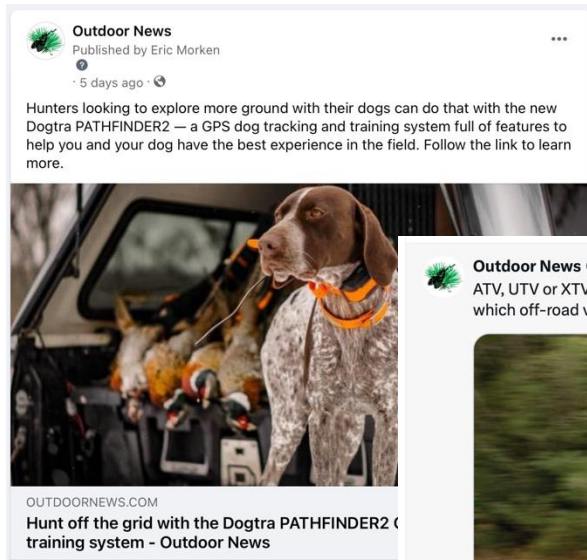 Outdoor News
Published by Eric Morken
· 5 days ago ·
Hunters looking to explore more ground with their dogs can do that with the new
Dogtra PATHFINDER2 — a GPS dog tracking and training system full of features to
help you and your dog have the best experience in the field. Follow the link to learn
more.
OUTDOORNEWS.COM
Hunt off the grid with the Dogtra PATHFINDER2
training system - Outdoor News
Outdoor News
ATV, UTV or XTV
which off-road